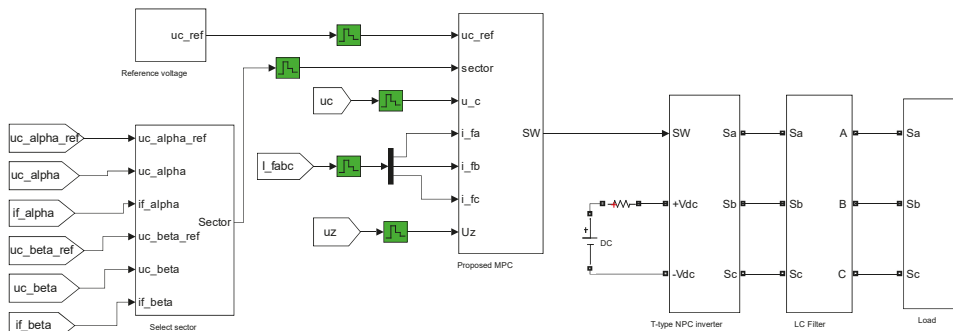 uc_ref
Reference voltage
uc_alpha_ref
uc_alpha
if_alpha
uc_beta_ref
uc_beta
if_beta
uc_alpha_ref
uc_alpha
if_alpha
uc_beta_ref
uc_beta
if_beta
Sector
Select sector
uc
I_fabc
uz
uc_ref
sector
u_c
i_fa
i_fb
i_fc
Uz
SW
Proposed MPC
DC
SW
+Vdc
-Vdc
Sa
Sb
Sc
T-type NPC inverter
Sa
Sb
Sc
A
B
C
LC Filter
Sa
Sb
Sc
Load